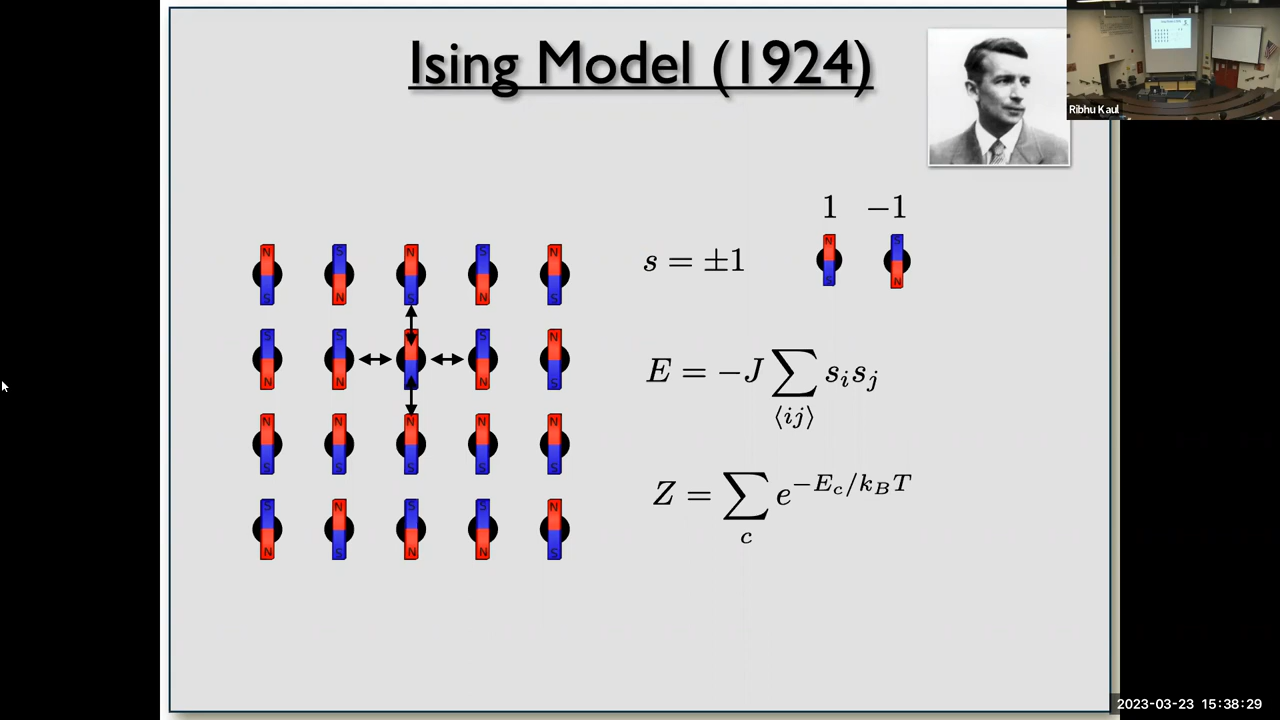 Ising Model (1924)
Ribhu Kaul
1 −1
s = ±1
E = −J ∑ s_i s_j
⟨ij⟩
Z = ∑ e^{−E_c/k_B T}
c
N S N S N
S N S N S
S S N S N
N N S N S
N N N N N
S S S S S
S N S S N
N S N N S
N S
S N
2023-03-23 15:38:29